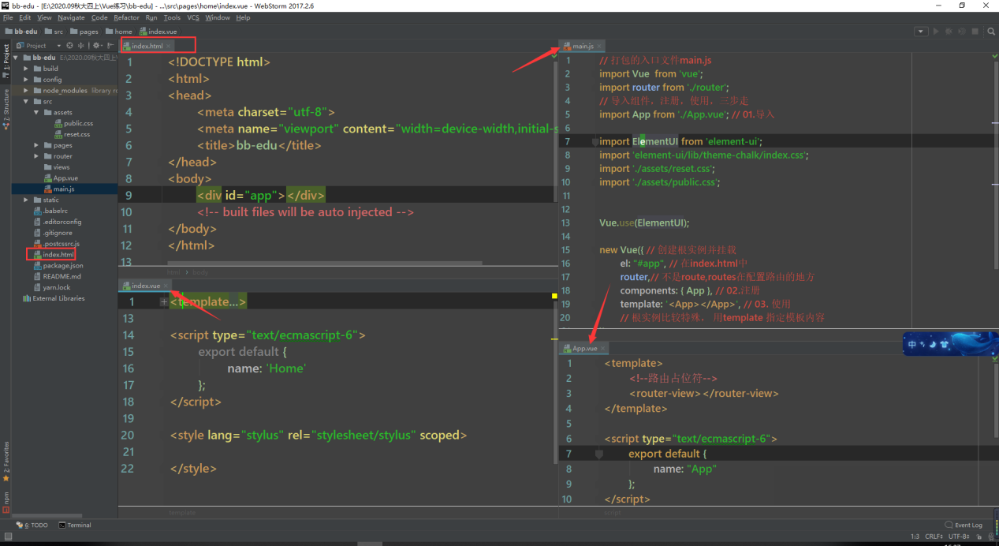 bb-edu - [E:\2020.09秋大四上\Vue练习\bb-edu] - ...\src\pages\home\index.vue - WebStorm 2017.2.6
File Edit View Navigate Code Refactor Run Tools VCS Window Help
bb-edu src pages home index.vue
1: Project
2: Structure
2: Favorites
npm
Project
bb-edu E:\2020.09秋大四上\
build
config
node_modules library ro
src
assets
public.css
reset.css
pages
router
views
App.vue
main.js
static
.babelrc
.editorconfig
.gitignore
.postcssrc.js
index.html
package.json
README.md
yarn.lock
External Libraries
index.html
1 <!DOCTYPE html>
2 <html>
3 <head>
4 <meta charset="utf-8">
5 <meta name="viewport" content="width=device-width,initial-s
6 <title>bb-edu</title>
7 </head>
8 <body>
9 <div id="app"></div>
10 <!-- built files will be auto injected -->
11 </body>
12 </html>
13
html body
index.vue
1 <template...>
13
14 <script type="text/ecmascript-6">
15 export default {
16 name: 'Home'
17 };
18 </script>
19
20 <style lang="stylus" rel="stylesheet/stylus" scoped>
21
22 </style>
template
main.js
1 // 打包的入口文件main.js
2 import Vue from 'vue';
3 import router from './router';
4 // 导入组件，注册，使用，三步走
5 import App from './App.vue'; // 01.导入
6
7 import ElementUI from 'element-ui';
8 import 'element-ui/lib/theme-chalk/index.css';
9 import './assets/reset.css';
10 import './assets/public.css';
11
12
13 Vue.use(ElementUI);
14
15 new Vue({ // 创建根实例并挂载
16 el: "#app", // 在index.html中
17 router,// 不是route,routes在配置路由的地方
18 components: { App }, // 02.注册
19 template: '<App></App>', // 03. 使用
20 // 根实例比较特殊， 用template 指定模板内容
中
App.vue
1 <template>
2 <!--路由占位符-->
3 <router-view></router-view>
4 </template>
5
6 <script type="text/ecmascript-6">
7 export default {
8 name: "App"
9 };
10 </script>
script
6: TODO Terminal Event Log
1:3 CRLF÷ UTF-8÷